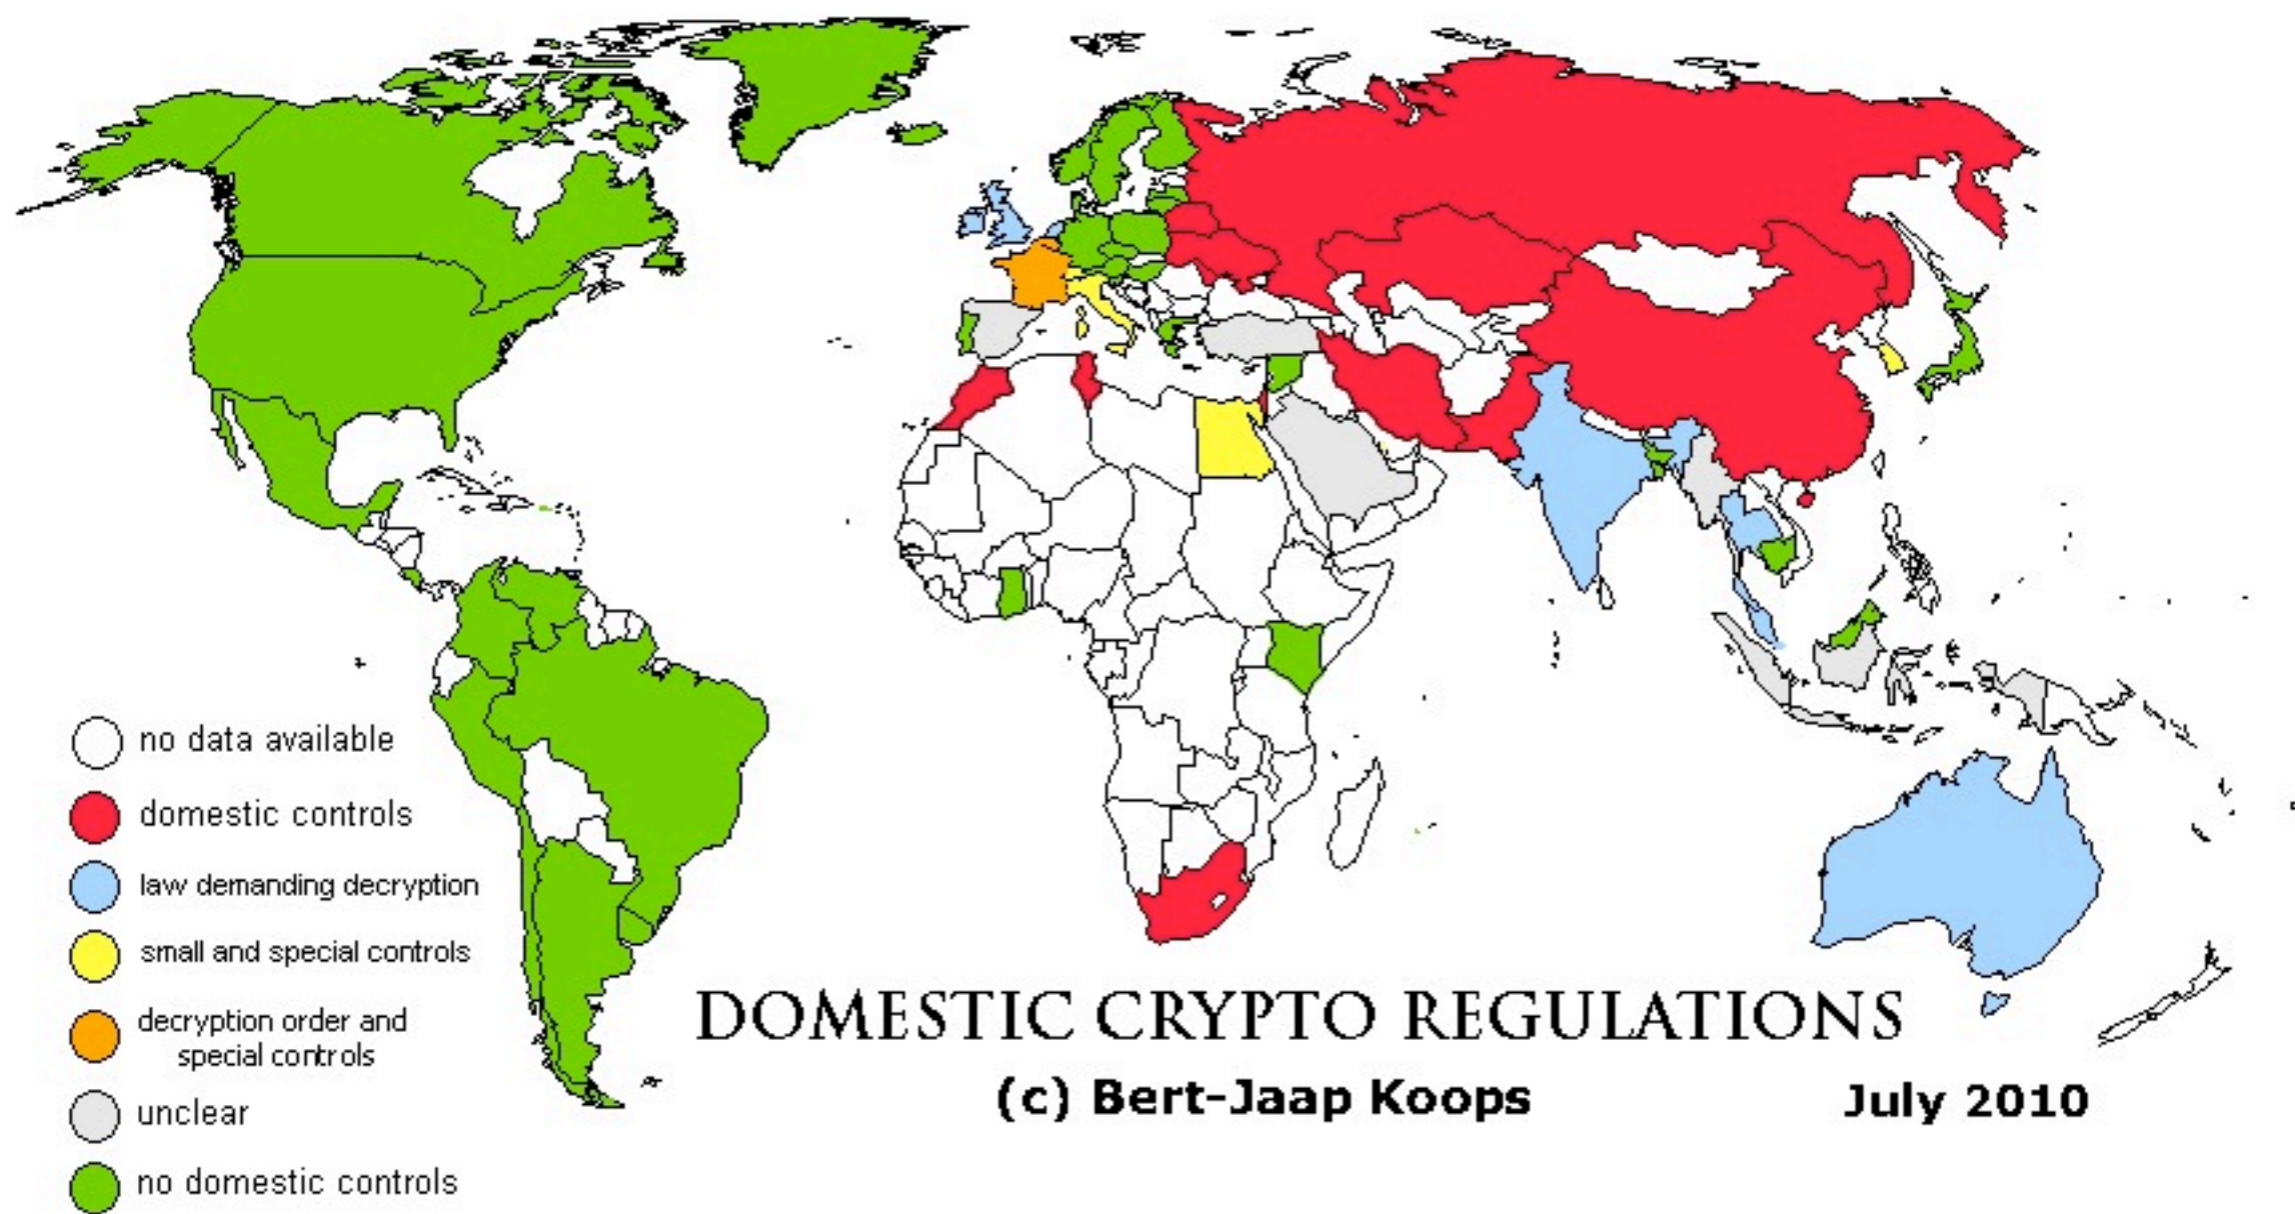 no data available
domestic controls
law demanding decryption
small and special controls
decryption order and
special controls
unclear
no domestic controls
DOMESTIC CRYPTO REGULATIONS
(c) Bert-Jaap Koops
July 2010